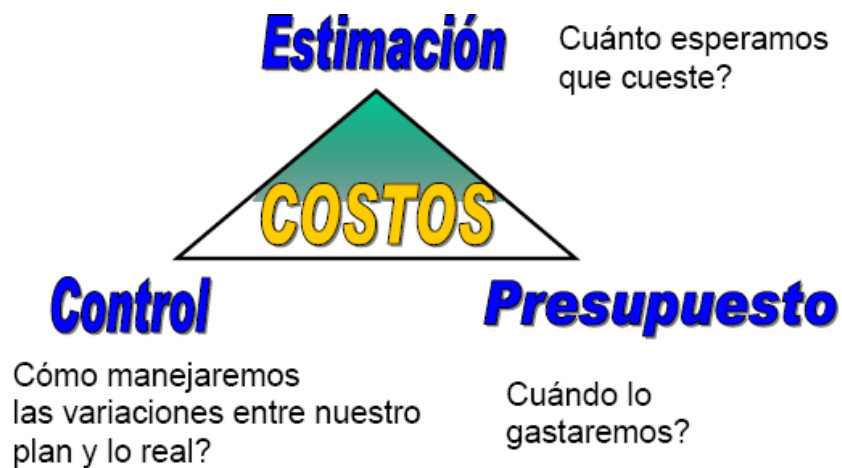 Estimación
Cuánto esperamos
que cueste?
COSTOS
Control
Presupuesto
Cómo manejaremos
las variaciones entre nuestro
plan y lo real?
Cuándo lo
gastaremos?